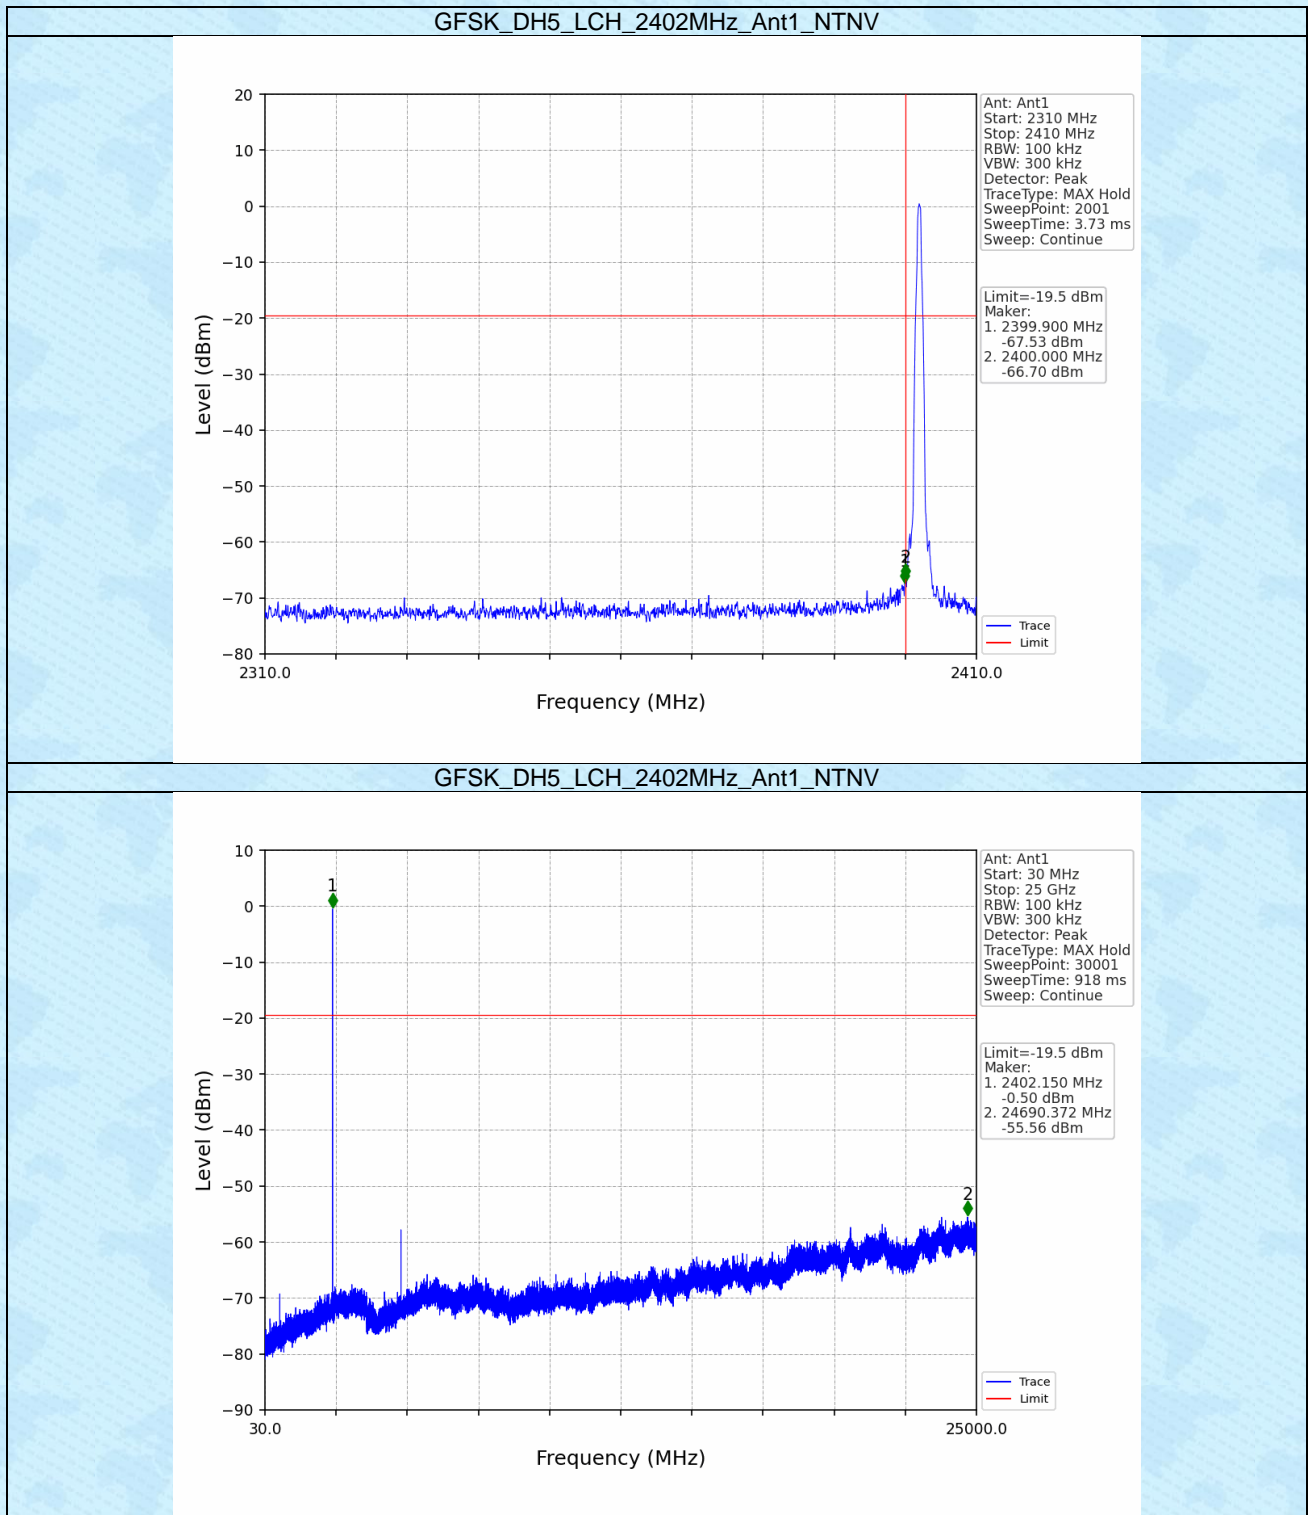 GFSK_DH5_LCH_2402MHz_Ant1_NTNV
20
10
0
−10
−20
−30
−40
−50
−60
−70
−80
Level (dBm)
2310.0
2410.0
Frequency (MHz)
2
1
Ant: Ant1
Start: 2310 MHz
Stop: 2410 MHz
RBW: 100 kHz
VBW: 300 kHz
Detector: Peak
TraceType: MAX Hold
SweepPoint: 2001
SweepTime: 3.73 ms
Sweep: Continue
Limit=-19.5 dBm
Maker:
1. 2399.900 MHz
-67.53 dBm
2. 2400.000 MHz
-66.70 dBm
Trace
Limit
GFSK_DH5_LCH_2402MHz_Ant1_NTNV
10
0
−10
−20
−30
−40
−50
−60
−70
−80
−90
Level (dBm)
30.0
25000.0
Frequency (MHz)
1
2
Ant: Ant1
Start: 30 MHz
Stop: 25 GHz
RBW: 100 kHz
VBW: 300 kHz
Detector: Peak
TraceType: MAX Hold
SweepPoint: 30001
SweepTime: 918 ms
Sweep: Continue
Limit=-19.5 dBm
Maker:
1. 2402.150 MHz
-0.50 dBm
2. 24690.372 MHz
-55.56 dBm
Trace
Limit